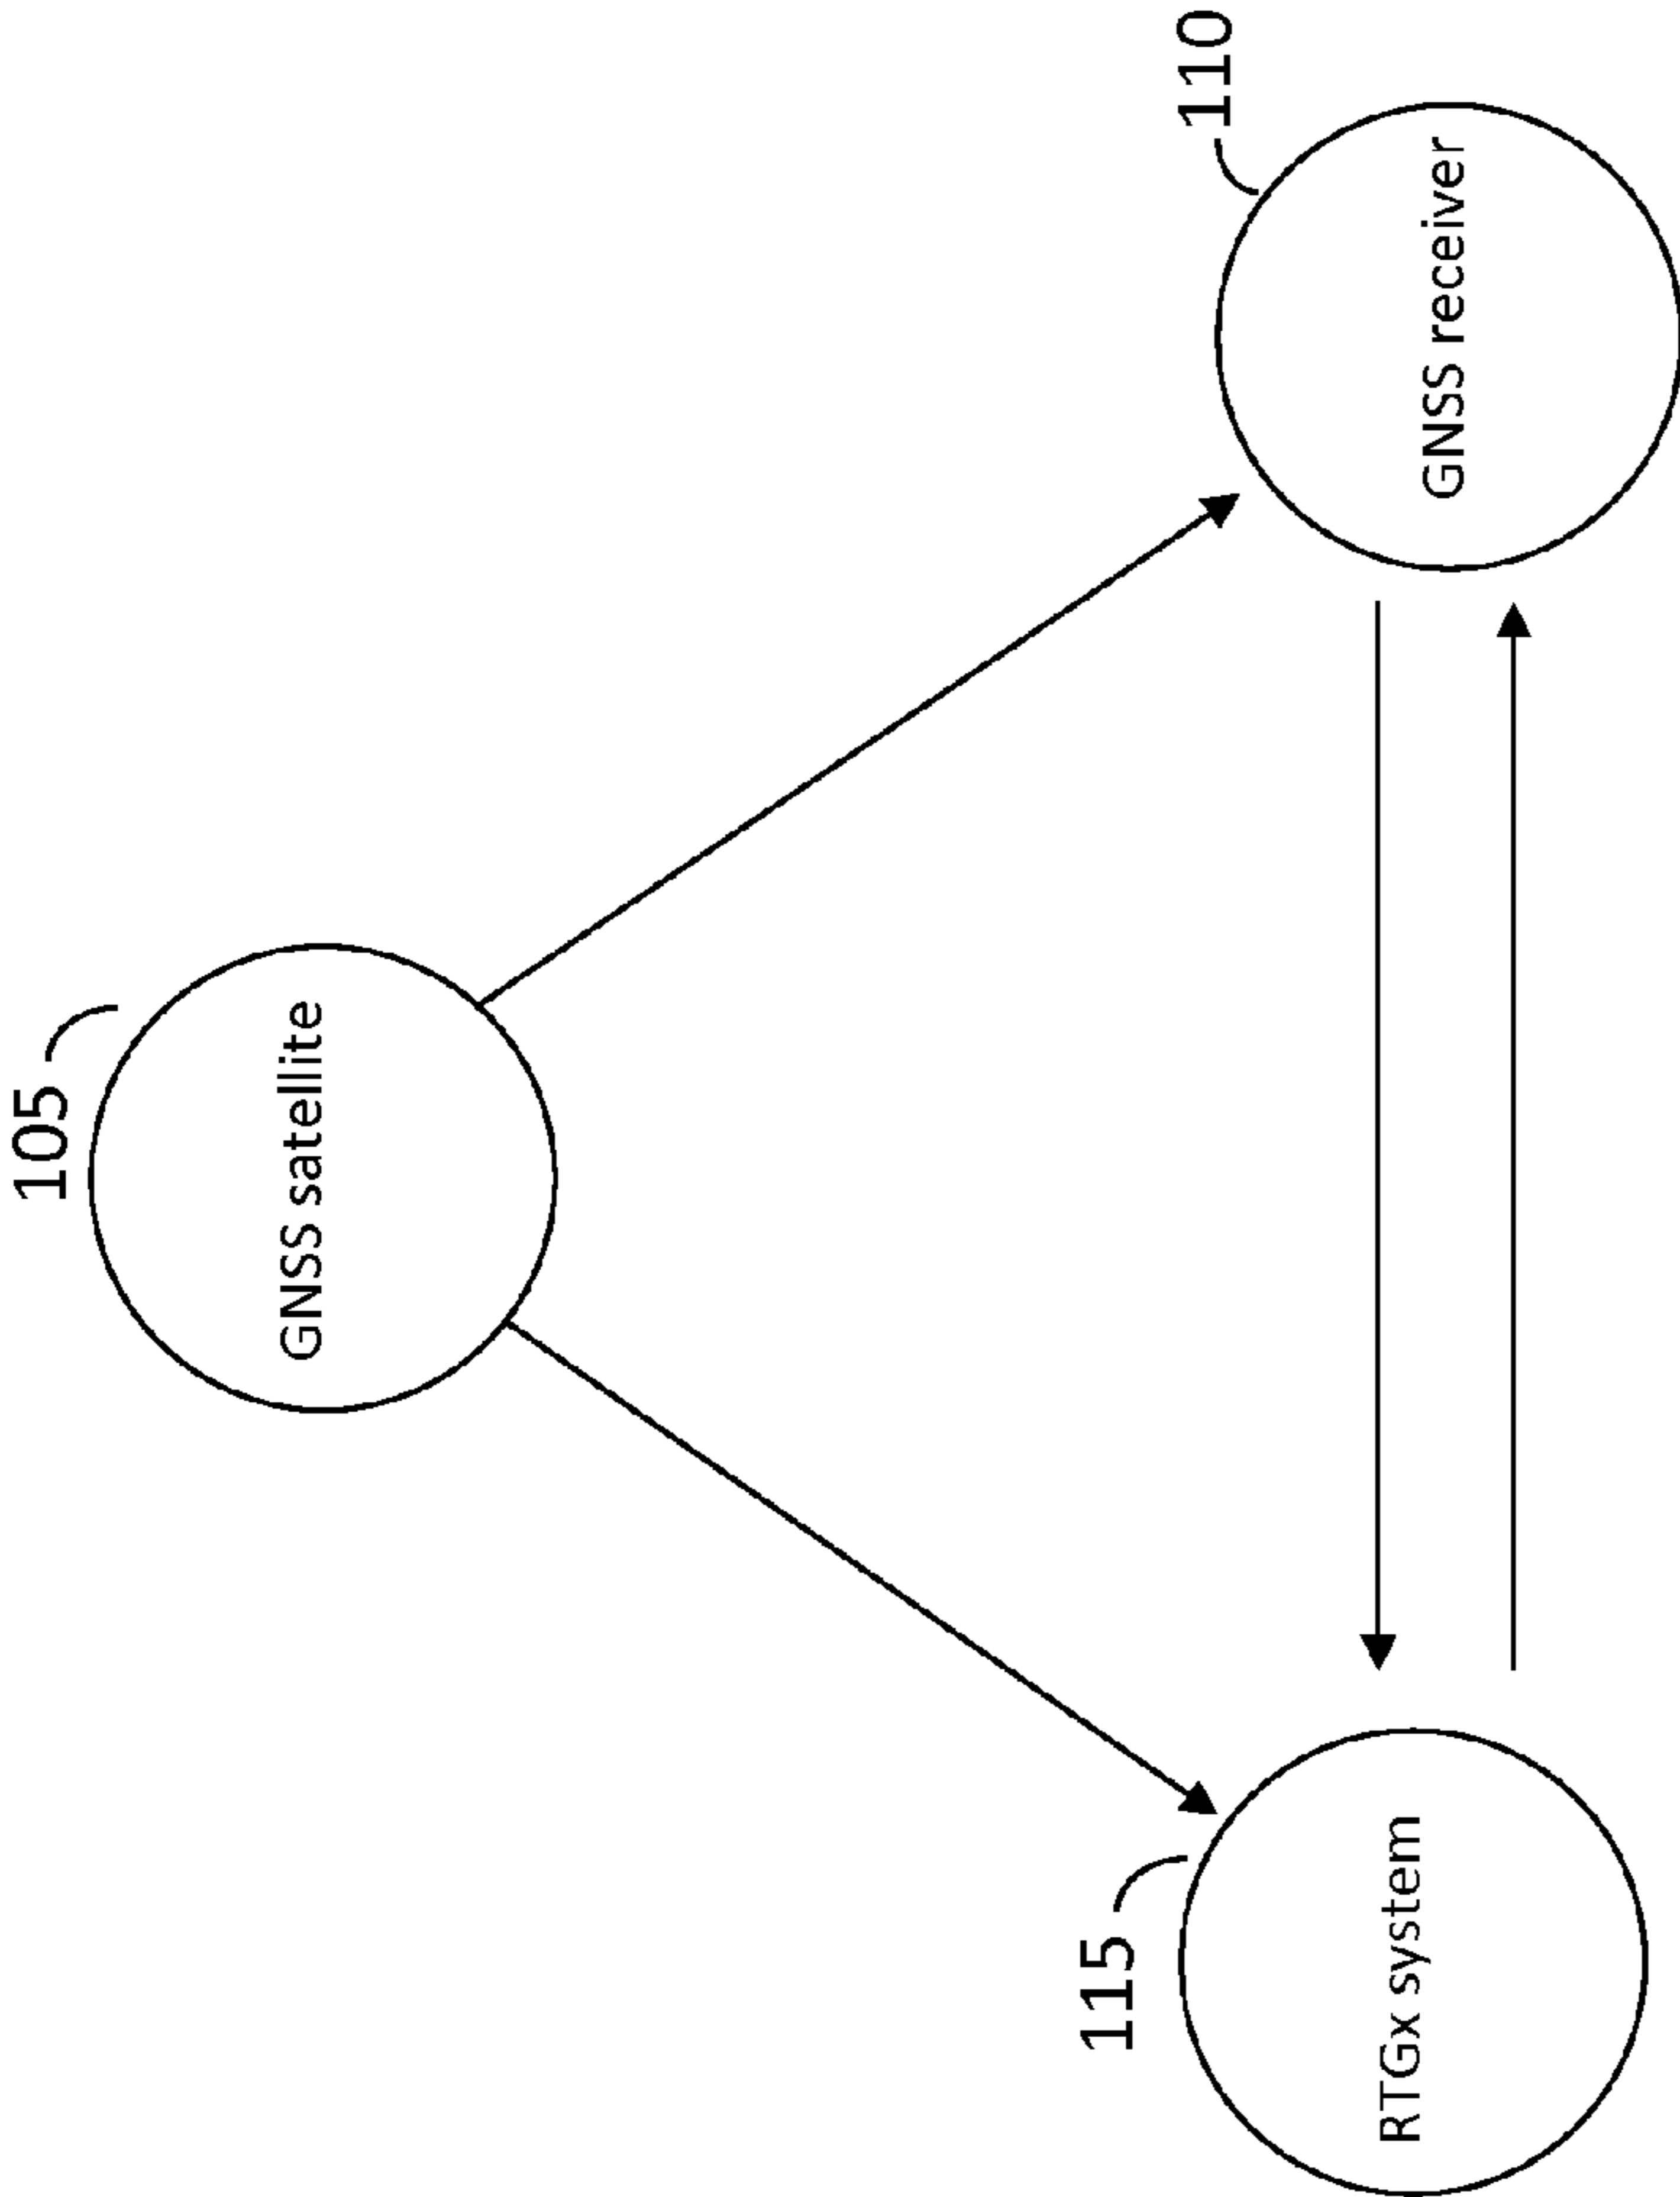 105
GNSS satellite
115
RTGx system
110
GNSS receiver